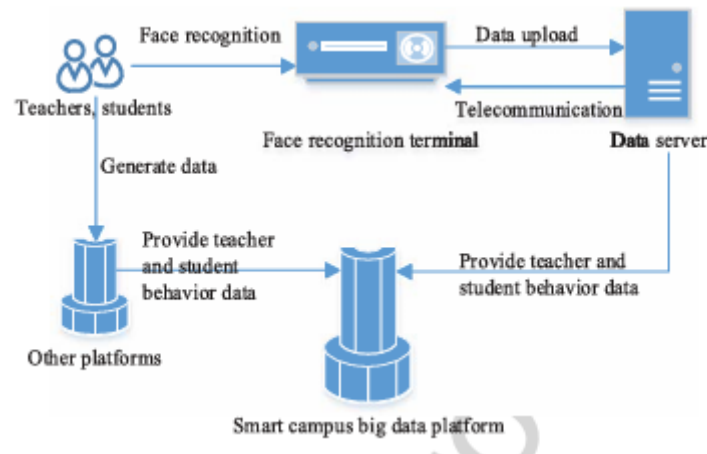 Face recognition
Data upload
Teachers, students
Telecommunication
Face recognition terminal
Data server
Generate data
Provide teacher
and student
behavior data
Provide teacher and
student behavior data
Other platforms
Smart campus big data platform